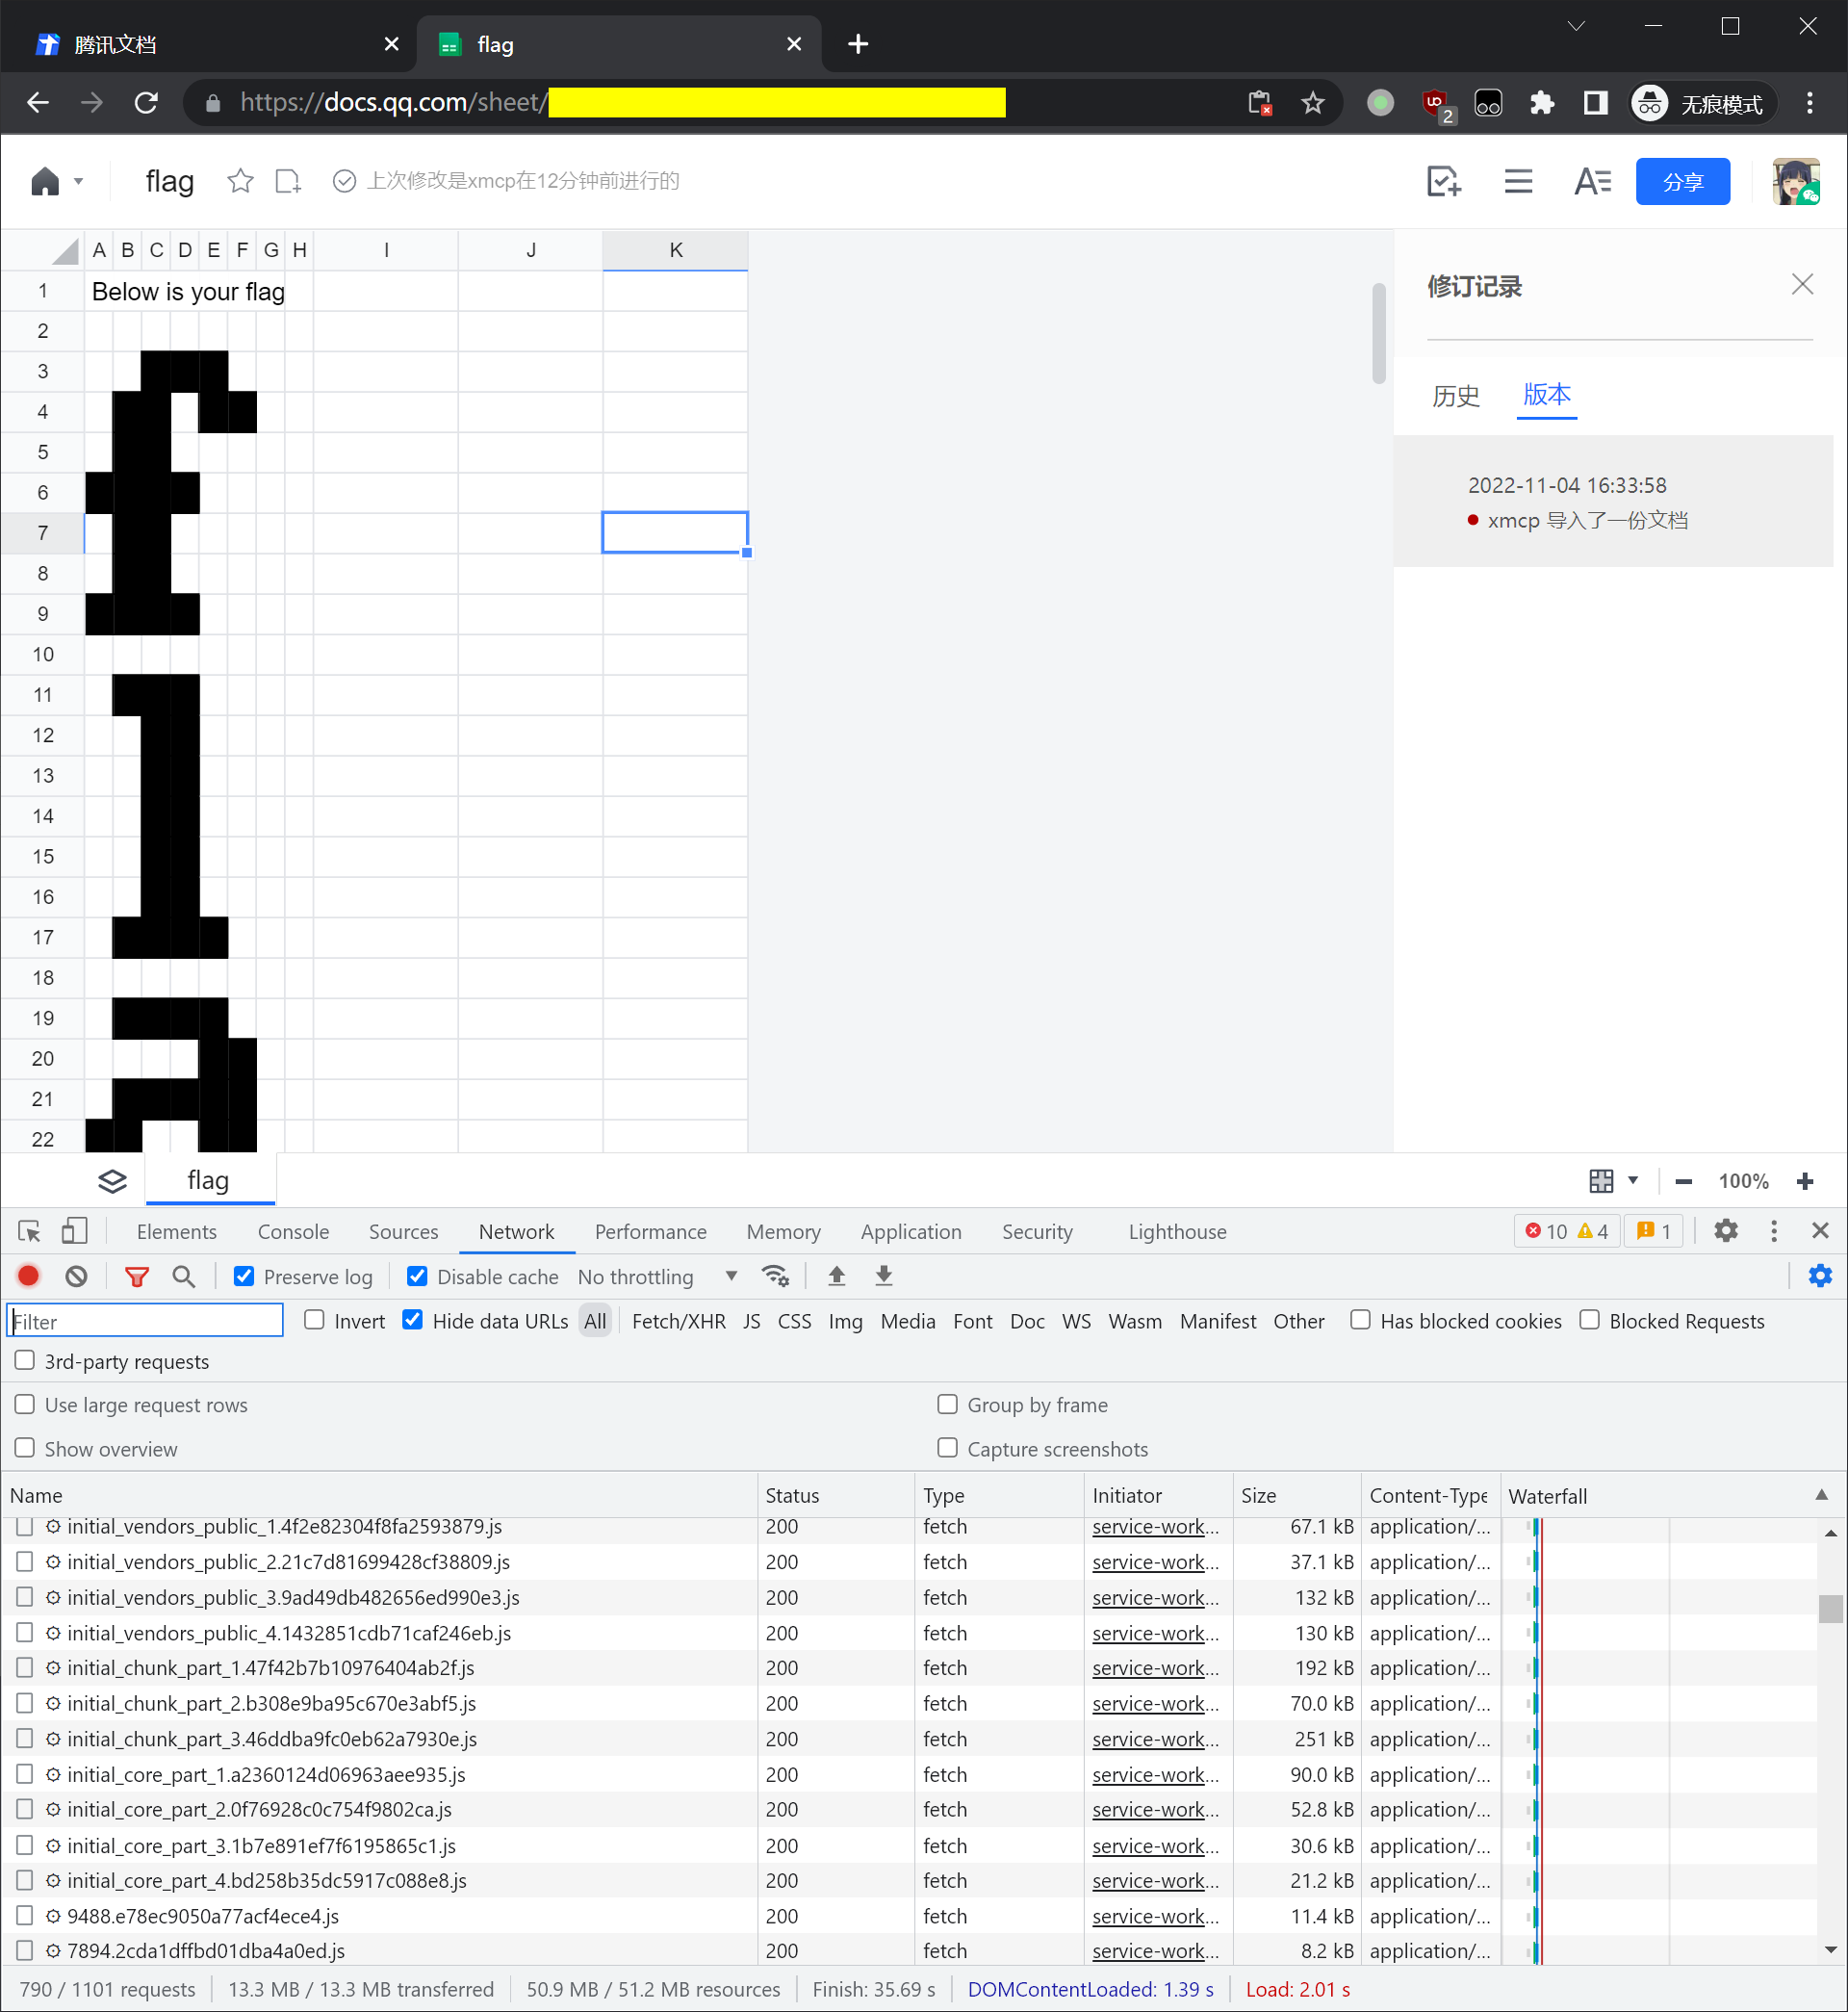 腾讯文档
flag
https://docs.qq.com/sheet/
2
无痕模式
flag
上次修改是xmcp在12分钟前进行的
A≡
分享
A B C D E F G H I J K
1 Below is your flag
2
3
4
5
6
7
8
9
10
11
12
13
14
15
16
17
18
19
20
21
22
修订记录
历史 版本
2022-11-04 16:33:58
xmcp 导入了一份文档
flag
100%
Elements Console Sources Network Performance Memory Application Security Lighthouse 10 4 1
Preserve log Disable cache No throttling
Filter Invert Hide data URLs All Fetch/XHR JS CSS Img Media Font Doc WS Wasm Manifest Other Has blocked cookies Blocked Requests
3rd-party requests
Use large request rows Group by frame
Show overview Capture screenshots
Name Status Type Initiator Size Content-Type Waterfall
initial_vendors_public_1.4f2e82304f8fa2593879.js 200 fetch service-work... 67.1 kB application/...
initial_vendors_public_2.21c7d81699428cf38809.js 200 fetch service-work... 37.1 kB application/...
initial_vendors_public_3.9ad49db482656ed990e3.js 200 fetch service-work... 132 kB application/...
initial_vendors_public_4.1432851cdb71caf246eb.js 200 fetch service-work... 130 kB application/...
initial_chunk_part_1.47f42b7b10976404ab2f.js 200 fetch service-work... 192 kB application/...
initial_chunk_part_2.b308e9ba95c670e3abf5.js 200 fetch service-work... 70.0 kB application/...
initial_chunk_part_3.46ddba9fc0eb62a7930e.js 200 fetch service-work... 251 kB application/...
initial_core_part_1.a2360124d06963aee935.js 200 fetch service-work... 90.0 kB application/...
initial_core_part_2.0f76928c0c754f9802ca.js 200 fetch service-work... 52.8 kB application/...
initial_core_part_3.1b7e891ef7f6195865c1.js 200 fetch service-work... 30.6 kB application/...
initial_core_part_4.bd258b35dc5917c088e8.js 200 fetch service-work... 21.2 kB application/...
9488.e78ec9050a77acf4ece4.js 200 fetch service-work... 11.4 kB application/...
7894.2cda1dffbd01dba4a0ed.js 200 fetch service-work... 8.2 kB application/...
790 / 1101 requests 13.3 MB / 13.3 MB transferred 50.9 MB / 51.2 MB resources Finish: 35.69 s DOMContentLoaded: 1.39 s Load: 2.01 s